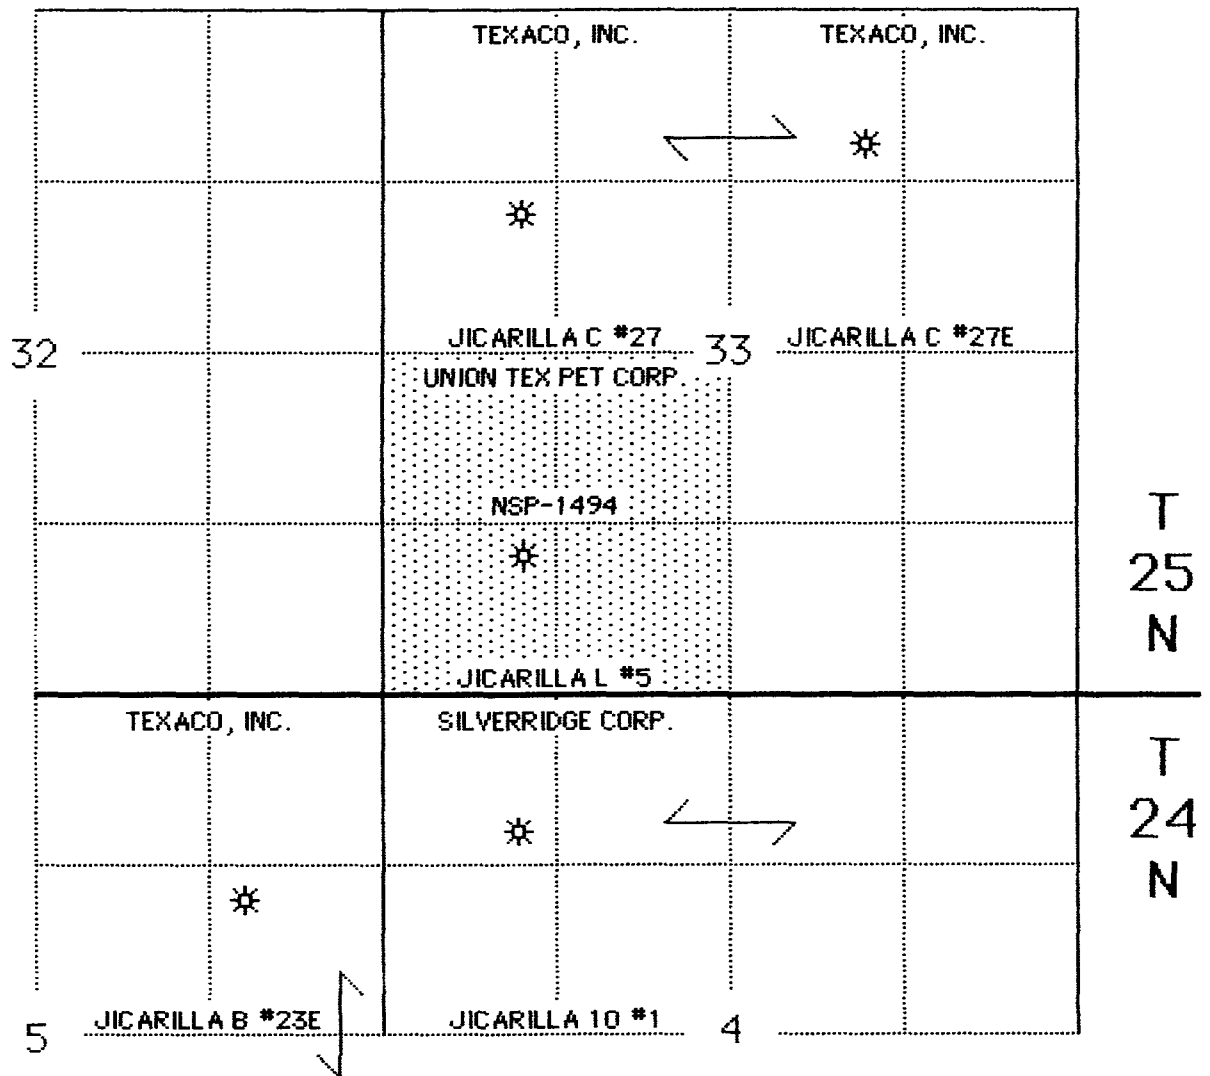 TEXACO, INC.
TEXACO, INC.
32
JICARILLA C #27
33
JICARILLA C #27E
UNION TEX PET CORP.
NSP-1494
T
25
N
JICARILLA L #5
TEXACO, INC.
SILVERRIDGE CORP.
T
24
N
5
JICARILLA B #23E
JICARILLA 10 #1
4